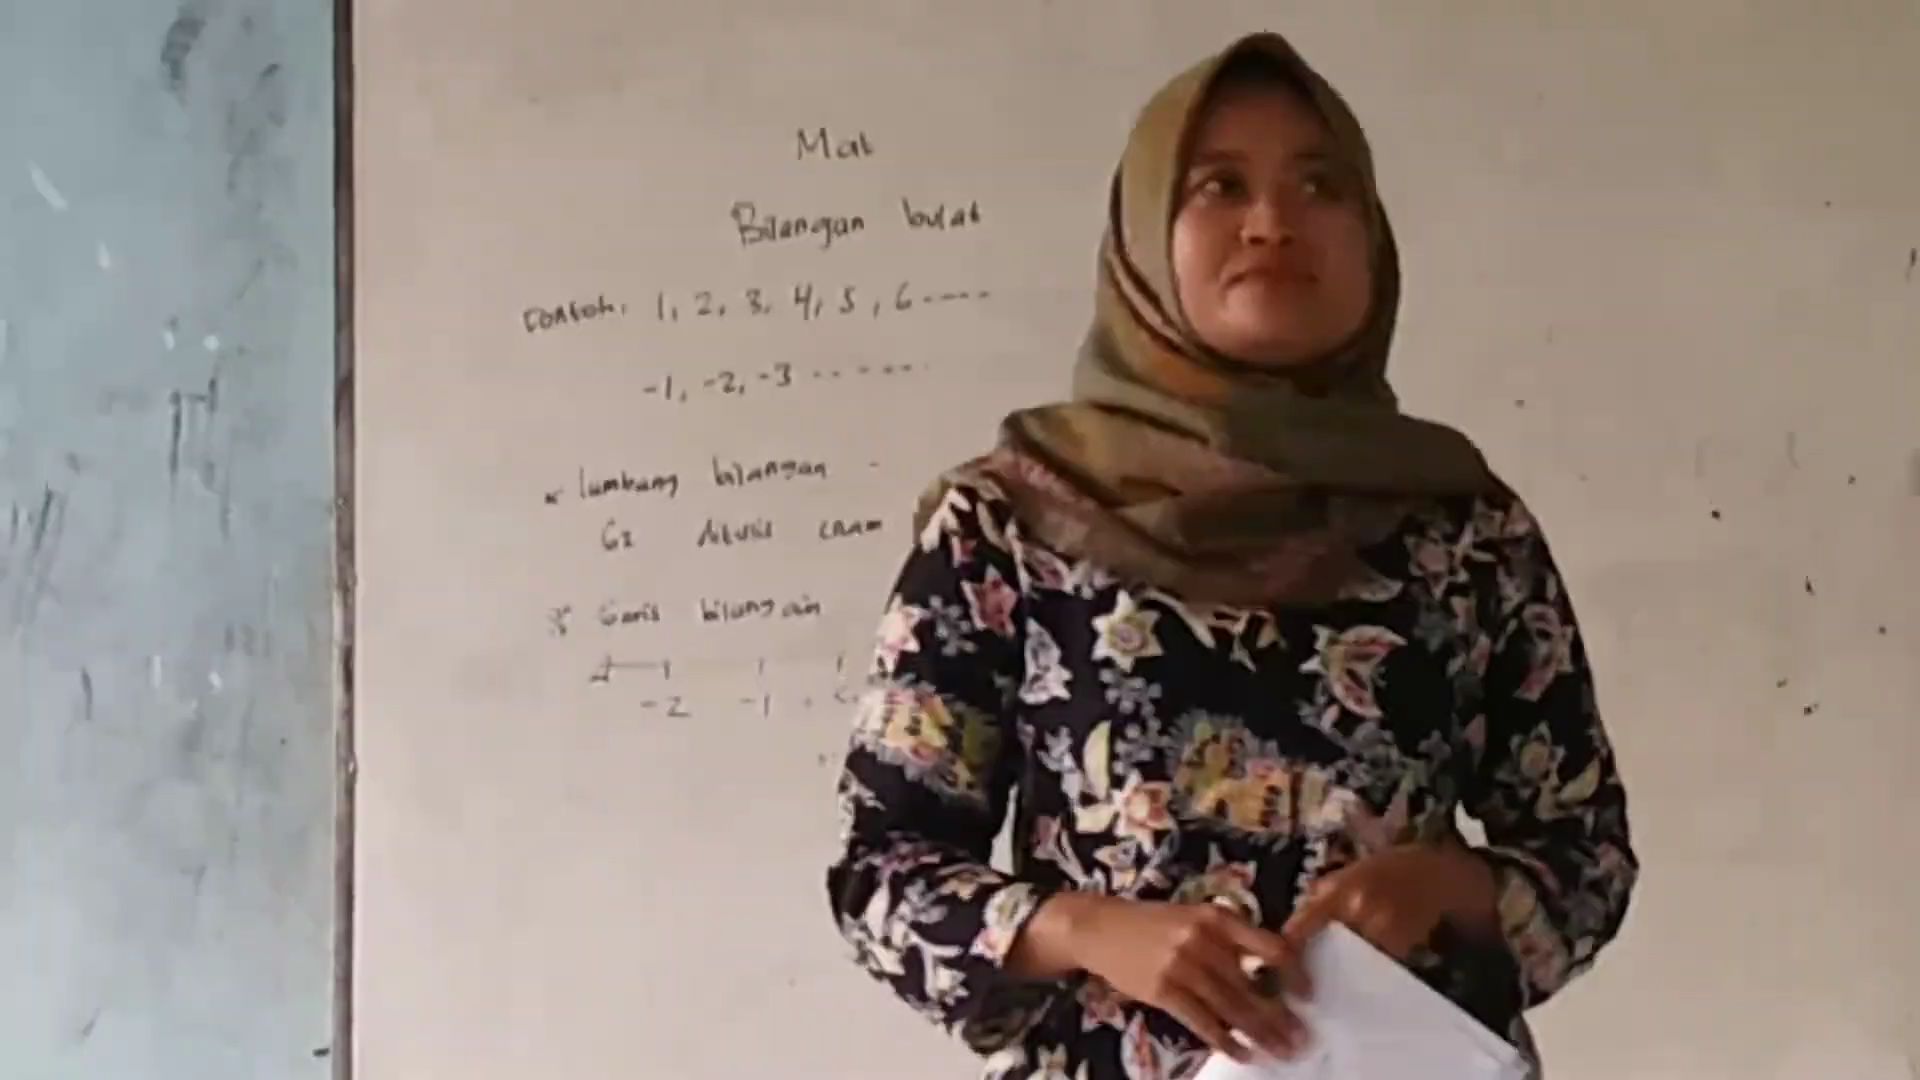 Mat
Bilangan bulat
contoh: 1, 2, 3, 4, 5, 6 ----
-1, -2, -3 -------
* lambang bilangan -
ditulis enam
* Garis bilangan
-2 -1